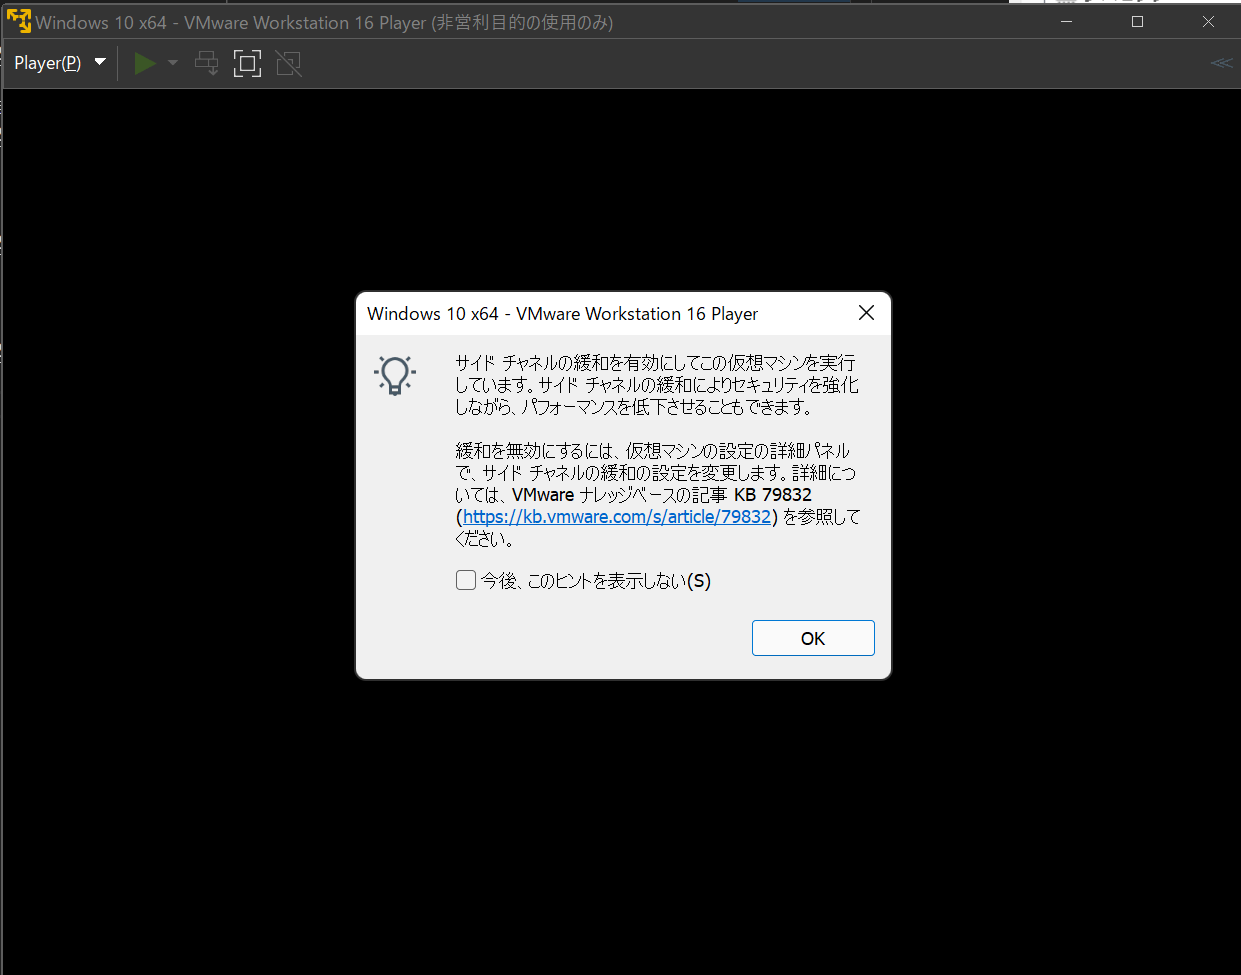 Windows 10 x64 - VMware Workstation 16 Player (非営利目的の使用のみ)
Player(P)
Windows 10 x64 - VMware Workstation 16 Player
サイド チャネルの緩和を有効にしてこの仮想マシンを実行
しています。サイド チャネルの緩和によりセキュリティを強化
しながら、パフォーマンスを低下させることもできます。
緩和を無効にするには、仮想マシンの設定の詳細パネル
で、サイド チャネルの緩和の設定を変更します。詳細につ
いては、VMware ナレッジベースの記事 KB 79832
(https://kb.vmware.com/s/article/79832) を参照して
ください。
今後、このヒントを表示しない(S)
OK